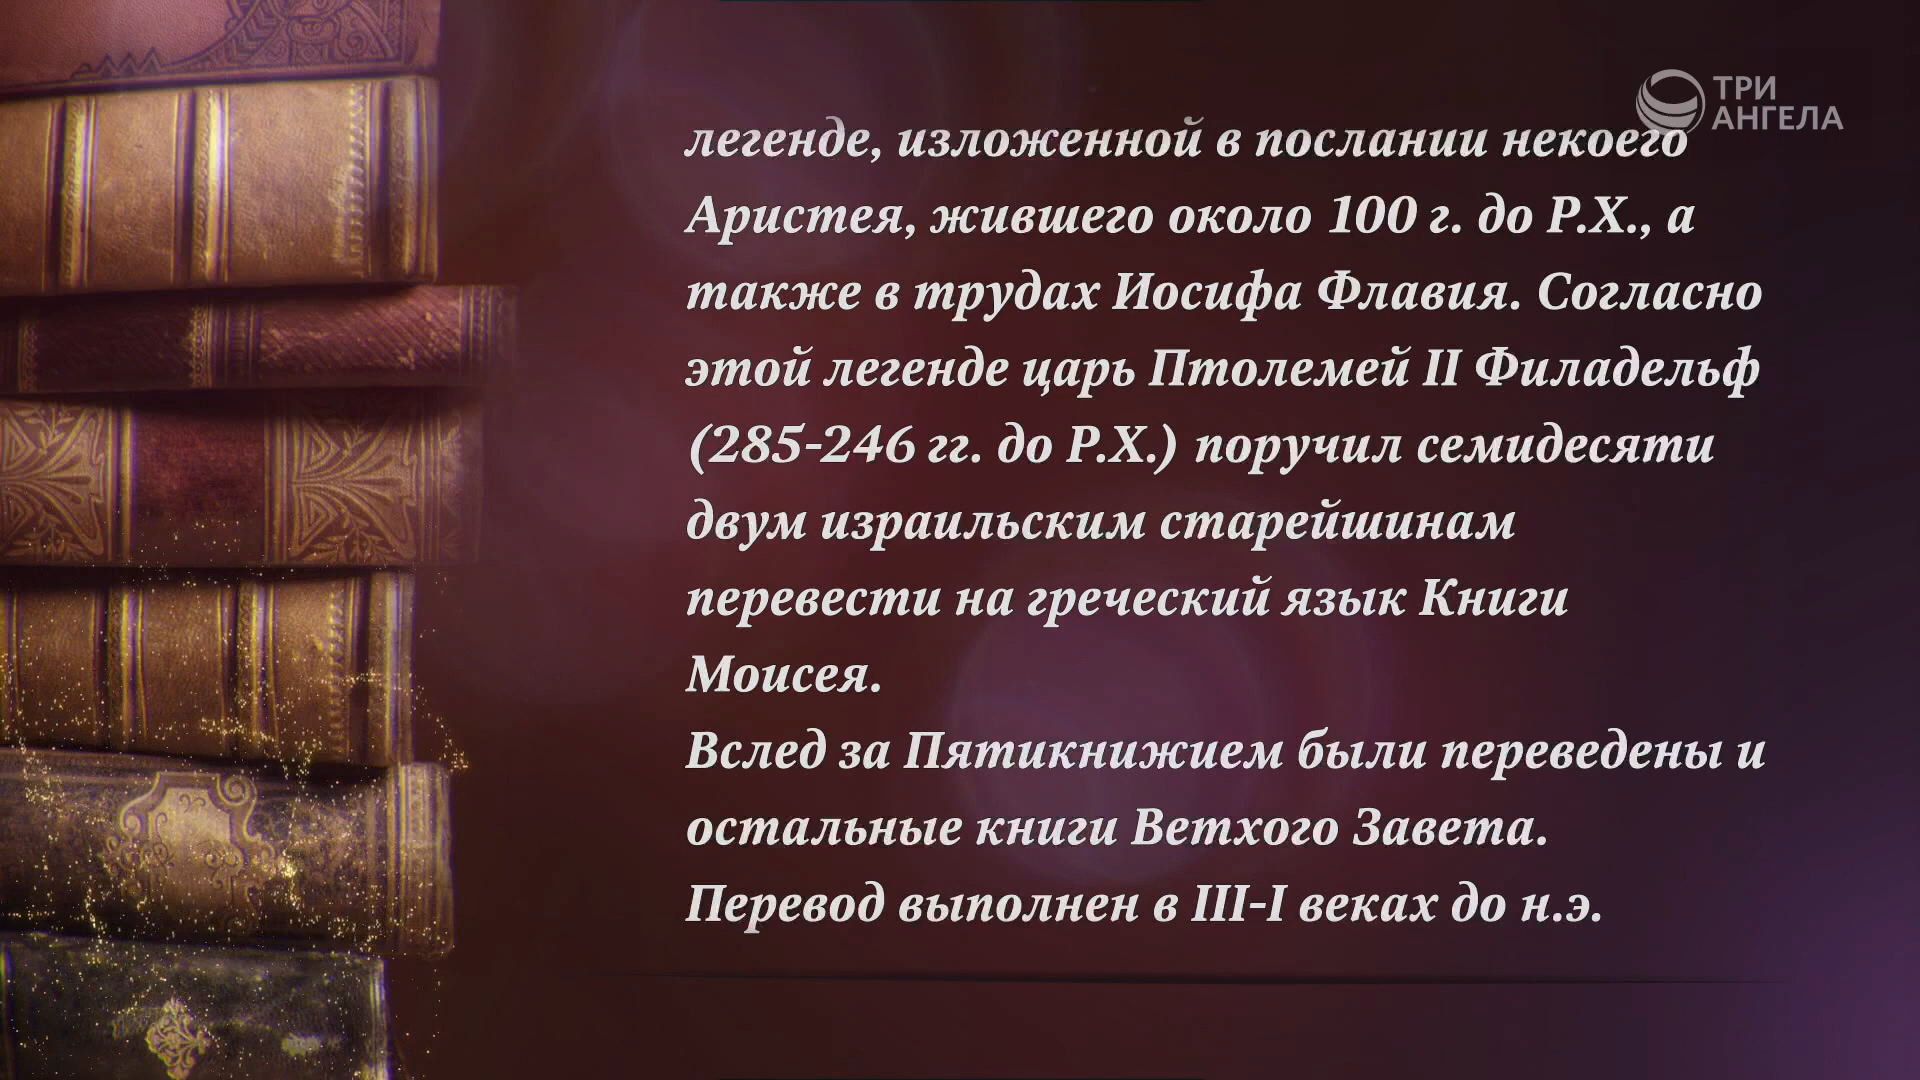 ТРИ
АНГЕЛА
легенде, изложенной в послании некоего
Аристея, жившего около 100 г. до Р.Х., а
также в трудах Иосифа Флавия. Согласно
этой легенде царь Птолемей II Филадельф
(285-246 гг. до Р.Х.) поручил семидесяти
двум израильским старейшинам
перевести на греческий язык Книги
Моисея.
Вслед за Пятикнижием были переведены и
остальные книги Ветхого Завета.
Перевод выполнен в III-I веках до н.э.